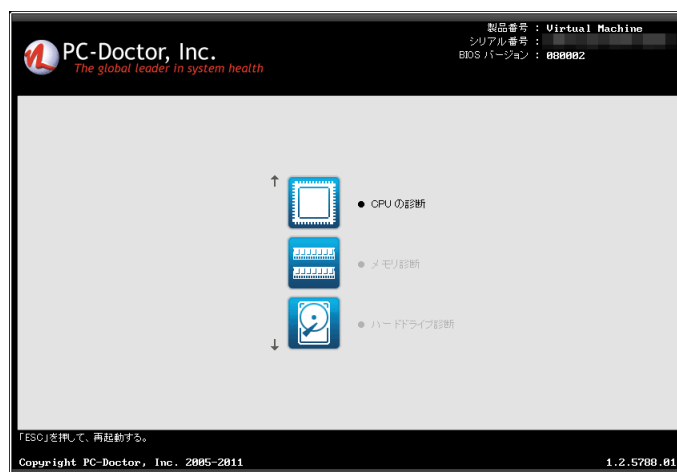 PC-Doctor, Inc.
The global leader in system health
製品番号 : Virtual Machine
シリアル番号 :
BIOS バージョン : 080002
● CPU の診断
● メモリ診断
● ハードドライブ診断
「ESC」を押して、再起動する。
Copyright PC-Doctor, Inc. 2005-2011
1.2.5788.01